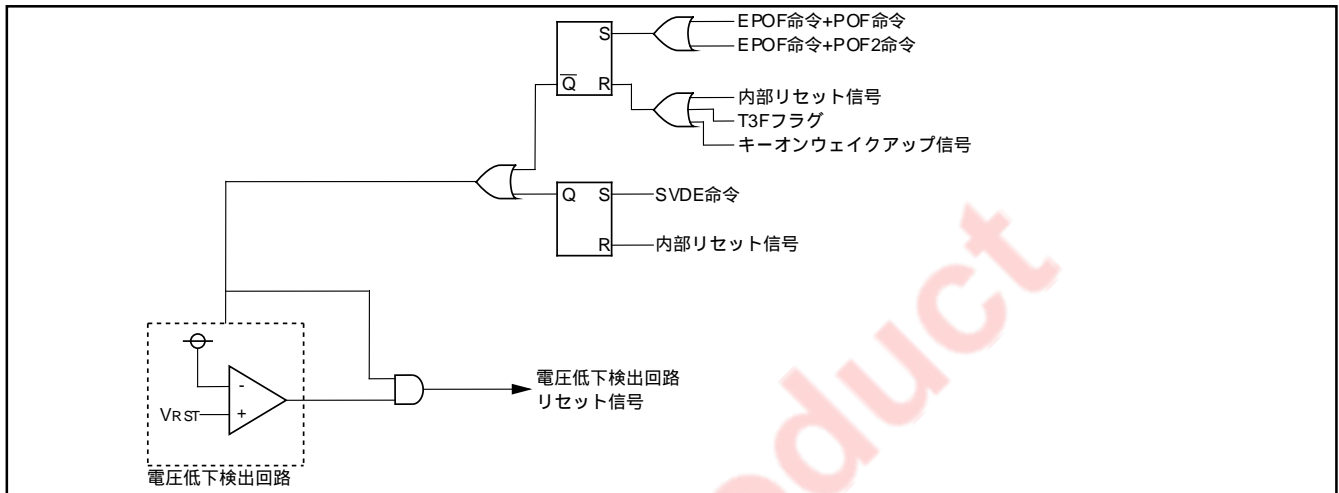 EPOF命令+POF命令
S
EPOF命令+POF2命令
Q R
内部リセット信号
T3Fフラグ
キーオンウェイクアップ信号
Q S
SVDE命令
R
内部リセット信号
-
VRST
+
電圧低下検出回路
リセット信号
電圧低下検出回路
oduct